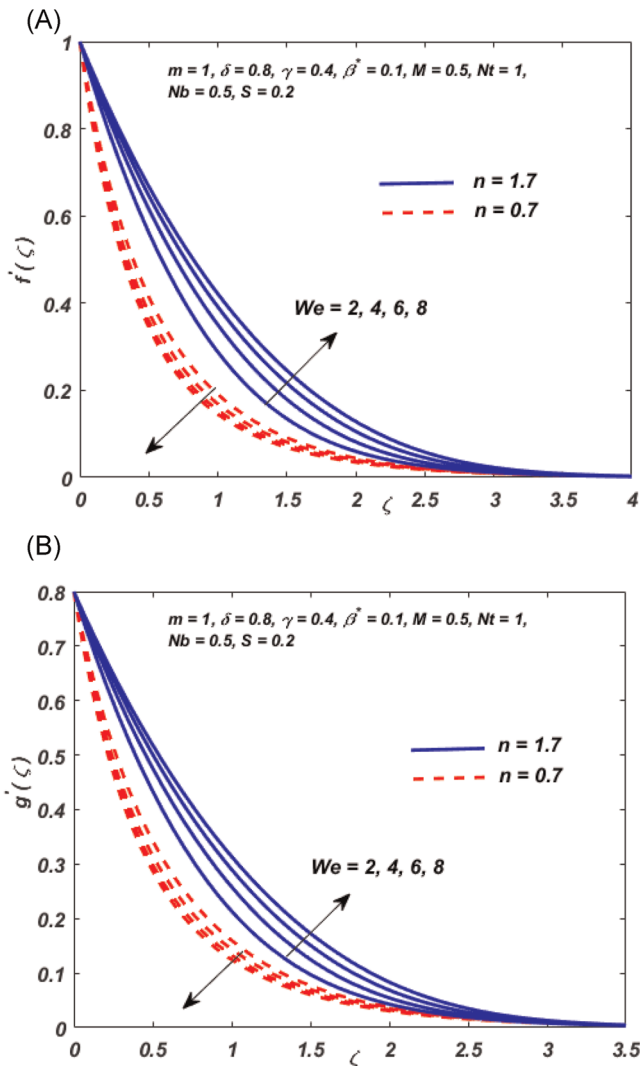 (A)
m = 1, δ = 0.8, γ = 0.4, β* = 0.1, M = 0.5, Nt = 1,
Nb = 0.5, S = 0.2
n = 1.7
n = 0.7
We = 2, 4, 6, 8
f'(ζ)
1
0.8
0.6
0.4
0.2
0
0 0.5 1 1.5 2 2.5 3 3.5 4
ζ
(B)
m = 1, δ = 0.8, γ = 0.4, β* = 0.1, M = 0.5, Nt = 1,
Nb = 0.5, S = 0.2
n = 1.7
n = 0.7
We = 2, 4, 6, 8
g'(ζ)
0.8
0.7
0.6
0.5
0.4
0.3
0.2
0.1
0
0 0.5 1 1.5 2 2.5 3 3.5
ζ